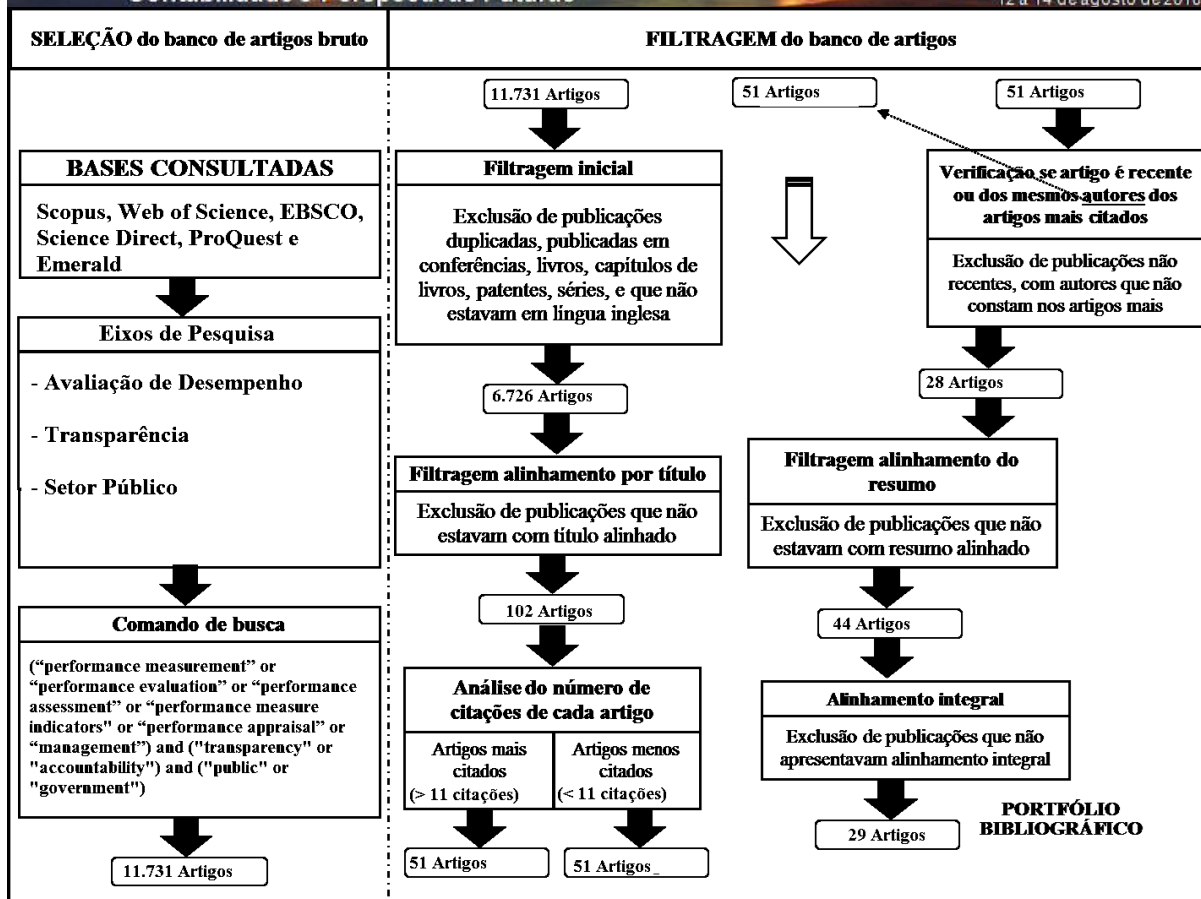 Contabilidade e Perspectivas Futuras
12 a 14 de agosto de 2016
SELEÇÃO do banco de artigos bruto
FILTRAGEM do banco de artigos
BASES CONSULTADAS
Scopus, Web of Science, EBSCO,
Science Direct, ProQuest e
Emerald
Eixos de Pesquisa
- Avaliação de Desempenho
- Transparência
- Setor Público
Comando de busca
(“performance measurement” or
“performance evaluation” or “performance
assessment” or “performance measure
indicators" or “performance appraisal” or
“management”) and ("transparency" or
"accountability") and ("public" or
"government")
11.731 Artigos
11.731 Artigos
Filtragem inicial
Exclusão de publicações
duplicadas, publicadas em
conferências, livros, capítulos de
livros, patentes, séries, e que não
estavam em língua inglesa
6.726 Artigos
Filtragem alinhamento por título
Exclusão de publicações que não
estavam com título alinhado
102 Artigos
Análise do número de
citações de cada artigo
Artigos mais
citados
(> 11 citações)
Artigos menos
citados
(< 11 citações)
51 Artigos
51 Artigos
51 Artigos
51 Artigos
Verificação se artigo é recente
ou dos mesmos autores dos
artigos mais citados
Exclusão de publicações não
recentes, com autores que não
constam nos artigos mais
28 Artigos
Filtragem alinhamento do
resumo
Exclusão de publicações que não
estavam com resumo alinhado
44 Artigos
Alinhamento integral
Exclusão de publicações que não
apresentavam alinhamento integral
29 Artigos
PORTFÓLIO
BIBLIOGRÁFICO